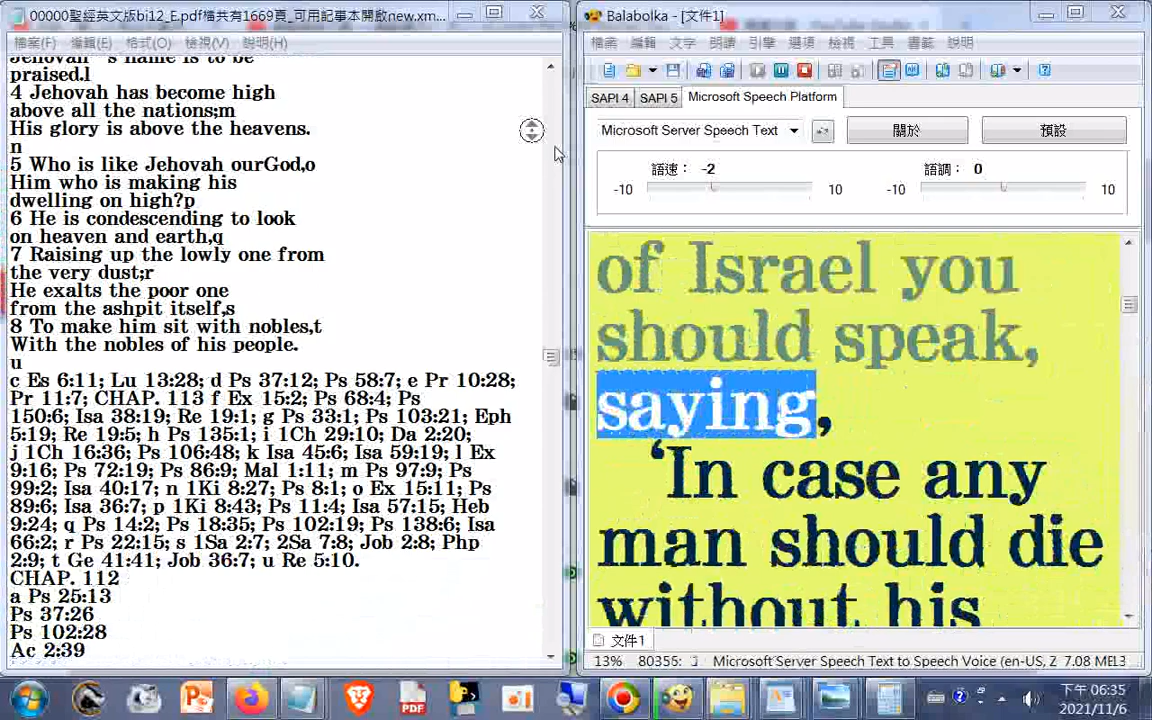 00000聖經英文版bi12_E.pdf檔共有1669頁_可用記事本開啟new.xm...
檔案(F) 編輯(E) 格式(O) 檢視(V) 說明(H)
Jehovah 's name is to be
praised.l
4 Jehovah has become high
above all the nations;m
His glory is above the heavens.
n
5 Who is like Jehovah ourGod,o
Him who is making his
dwelling on high?p
6 He is condescending to look
on heaven and earth,q
7 Raising up the lowly one from
the very dust;r
He exalts the poor one
from the ashpit itself,s
8 To make him sit with nobles,t
With the nobles of his people.
u
c Es 6:11; Lu 13:28; d Ps 37:12; Ps 58:7; e Pr 10:28;
Pr 11:7; CHAP. 113 f Ex 15:2; Ps 68:4; Ps
150:6; Isa 38:19; Re 19:1; g Ps 33:1; Ps 103:21; Eph
5:19; Re 19:5; h Ps 135:1; i 1Ch 29:10; Da 2:20;
j 1Ch 16:36; Ps 106:48; k Isa 45:6; Isa 59:19; l Ex
9:16; Ps 72:19; Ps 86:9; Mal 1:11; m Ps 97:9; Ps
99:2; Isa 40:17; n 1Ki 8:27; Ps 8:1; o Ex 15:11; Ps
89:6; Isa 36:7; p 1Ki 8:43; Ps 11:4; Isa 57:15; Heb
9:24; q Ps 14:2; Ps 18:35; Ps 102:19; Ps 138:6; Isa
66:2; r Ps 22:15; s 1Sa 2:7; 2Sa 7:8; Job 2:8; Php
2:9; t Ge 41:41; Job 36:7; u Re 5:10.
CHAP. 112
a Ps 25:13
Ps 37:26
Ps 102:28
Ac 2:39
Balabolka - [文件1]
檔案 編輯 文字 朗讀 引擎 選項 檢視 工具 書籤 說明
SAPI 4 SAPI 5 Microsoft Speech Platform
Microsoft Server Speech Text 關於 預設
語速： -2 語調： 0
-10 10 -10 10
of Israel you
should speak,
saying,
‘In case any
man should die
without his
文件1
13% 80355: Microsoft Server Speech Text to Speech Voice (en-US, Z 7.08 MB
PDF
下午 06:35
2021/11/6